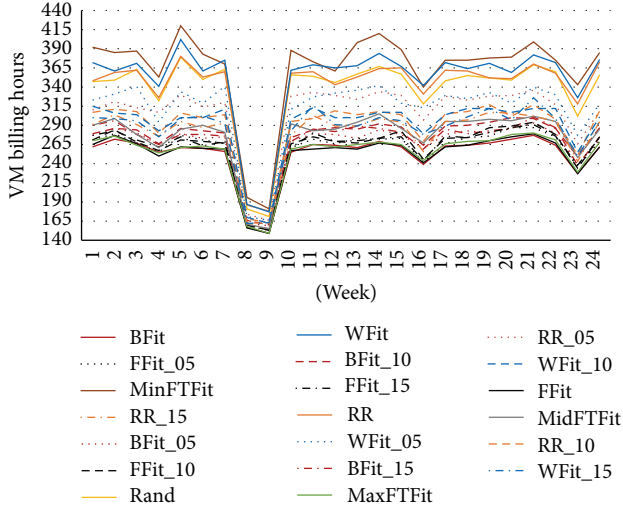 440
415
390
365
340
315
290
265
240
215
190
165
140
VM billing hours
1 2 3 4 5 6 7 8 9 10 11 12 13 14 15 16 17 18 19 20 21 22 23 24
(Week)
BFit WFit RR_05
FFit_05 BFit_10 WFit_10
MinFTFit FFit_15 FFit
RR_15 RR MidFTFit
BFit_05 WFit_05 RR_10
FFit_10 BFit_15 WFit_15
Rand MaxFTFit